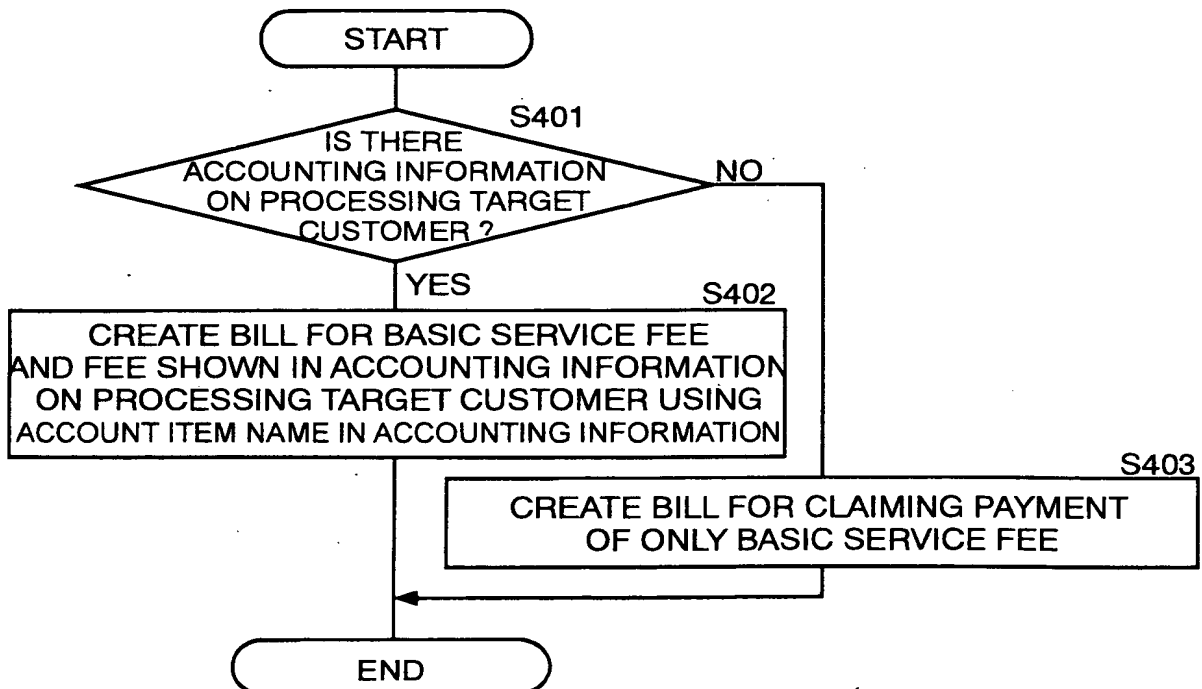 START
S401
IS THERE
ACCOUNTING INFORMATION
ON PROCESSING TARGET
CUSTOMER ?
NO
YES
S402
CREATE BILL FOR BASIC SERVICE FEE
AND FEE SHOWN IN ACCOUNTING INFORMATION
ON PROCESSING TARGET CUSTOMER USING
ACCOUNT ITEM NAME IN ACCOUNTING INFORMATION
S403
CREATE BILL FOR CLAIMING PAYMENT
OF ONLY BASIC SERVICE FEE
END